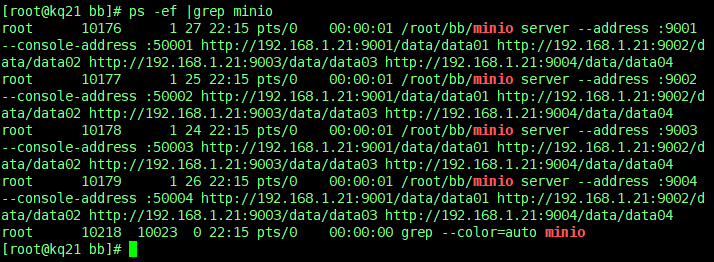 [root@kq21 bb]# ps -ef |grep minio
root     10176     1 27 22:15 pts/0    00:00:01 /root/bb/minio server --address :9001
--console-address :50001 http://192.168.1.21:9001/data/data01 http://192.168.1.21:9002/d
ata/data02 http://192.168.1.21:9003/data/data03 http://192.168.1.21:9004/data/data04
root     10177     1 25 22:15 pts/0    00:00:01 /root/bb/minio server --address :9002
--console-address :50002 http://192.168.1.21:9001/data/data01 http://192.168.1.21:9002/d
ata/data02 http://192.168.1.21:9003/data/data03 http://192.168.1.21:9004/data/data04
root     10178     1 24 22:15 pts/0    00:00:01 /root/bb/minio server --address :9003
--console-address :50003 http://192.168.1.21:9001/data/data01 http://192.168.1.21:9002/d
ata/data02 http://192.168.1.21:9003/data/data03 http://192.168.1.21:9004/data/data04
root     10179     1 26 22:15 pts/0    00:00:01 /root/bb/minio server --address :9004
--console-address :50004 http://192.168.1.21:9001/data/data01 http://192.168.1.21:9002/d
ata/data02 http://192.168.1.21:9003/data/data03 http://192.168.1.21:9004/data/data04
root     10218 10023  0 22:15 pts/0    00:00:00 grep --color=auto minio
[root@kq21 bb]#